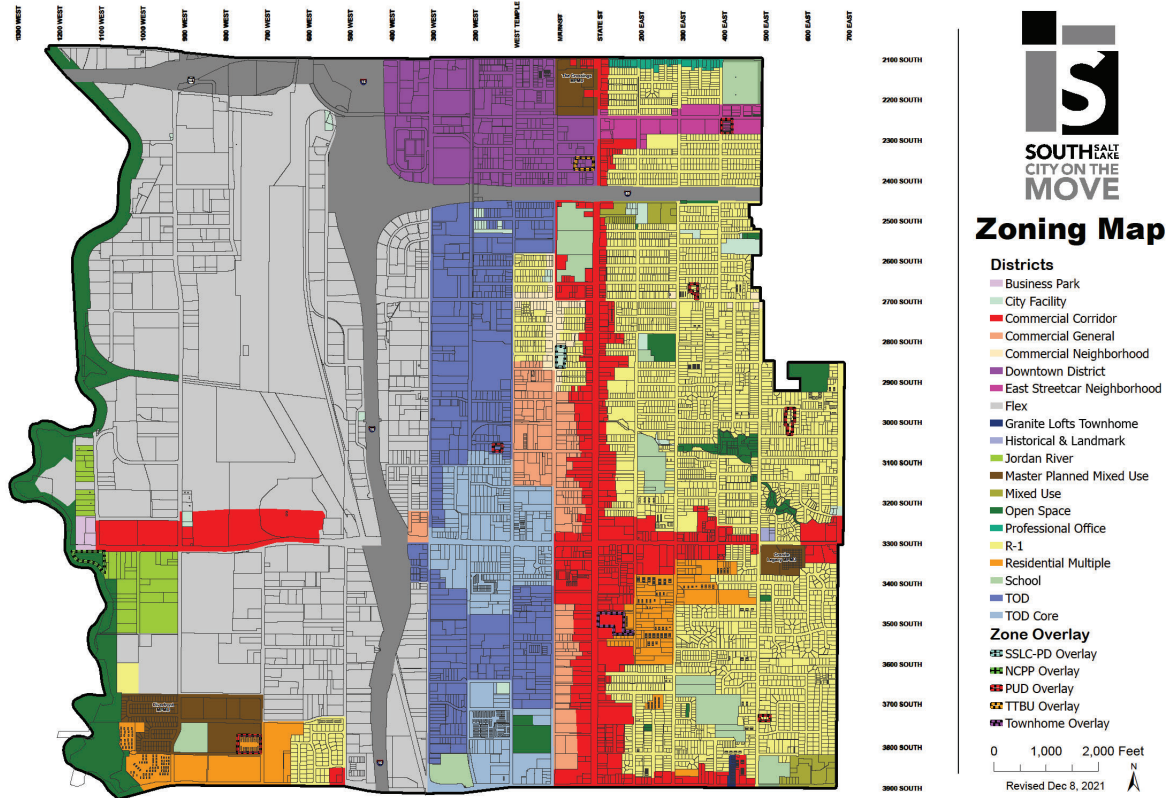 1300 WEST
1200 WEST
1100 WEST
1000 WEST
900 WEST
800 WEST
700 WEST
600 WEST
500 WEST
400 WEST
300 WEST
200 WEST
WEST TEMPLE
MAIN ST
STATE ST
200 EAST
300 EAST
400 EAST
500 EAST
600 EAST
700 EAST
2100 SOUTH
2200 SOUTH
2300 SOUTH
2400 SOUTH
2500 SOUTH
2600 SOUTH
2700 SOUTH
2800 SOUTH
2900 SOUTH
3000 SOUTH
3100 SOUTH
3200 SOUTH
3300 SOUTH
3400 SOUTH
3500 SOUTH
3600 SOUTH
3700 SOUTH
3800 SOUTH
3900 SOUTH
S
SOUTH SALT LAKE
CITY ON THE
MOVE
Zoning Map
Districts
Business Park
City Facility
Commercial Corridor
Commercial General
Commercial Neighborhood
Downtown District
East Streetcar Neighborhood
Flex
Granite Lofts Townhome
Historical & Landmark
Jordan River
Master Planned Mixed Use
Mixed Use
Open Space
Professional Office
R-1
Residential Multiple
School
TOD
TOD Core
Zone Overlay
SSLC-PD Overlay
NCPP Overlay
PUD Overlay
TTBU Overlay
Townhome Overlay
0 1,000 2,000 Feet
N
Revised Dec 8, 2021